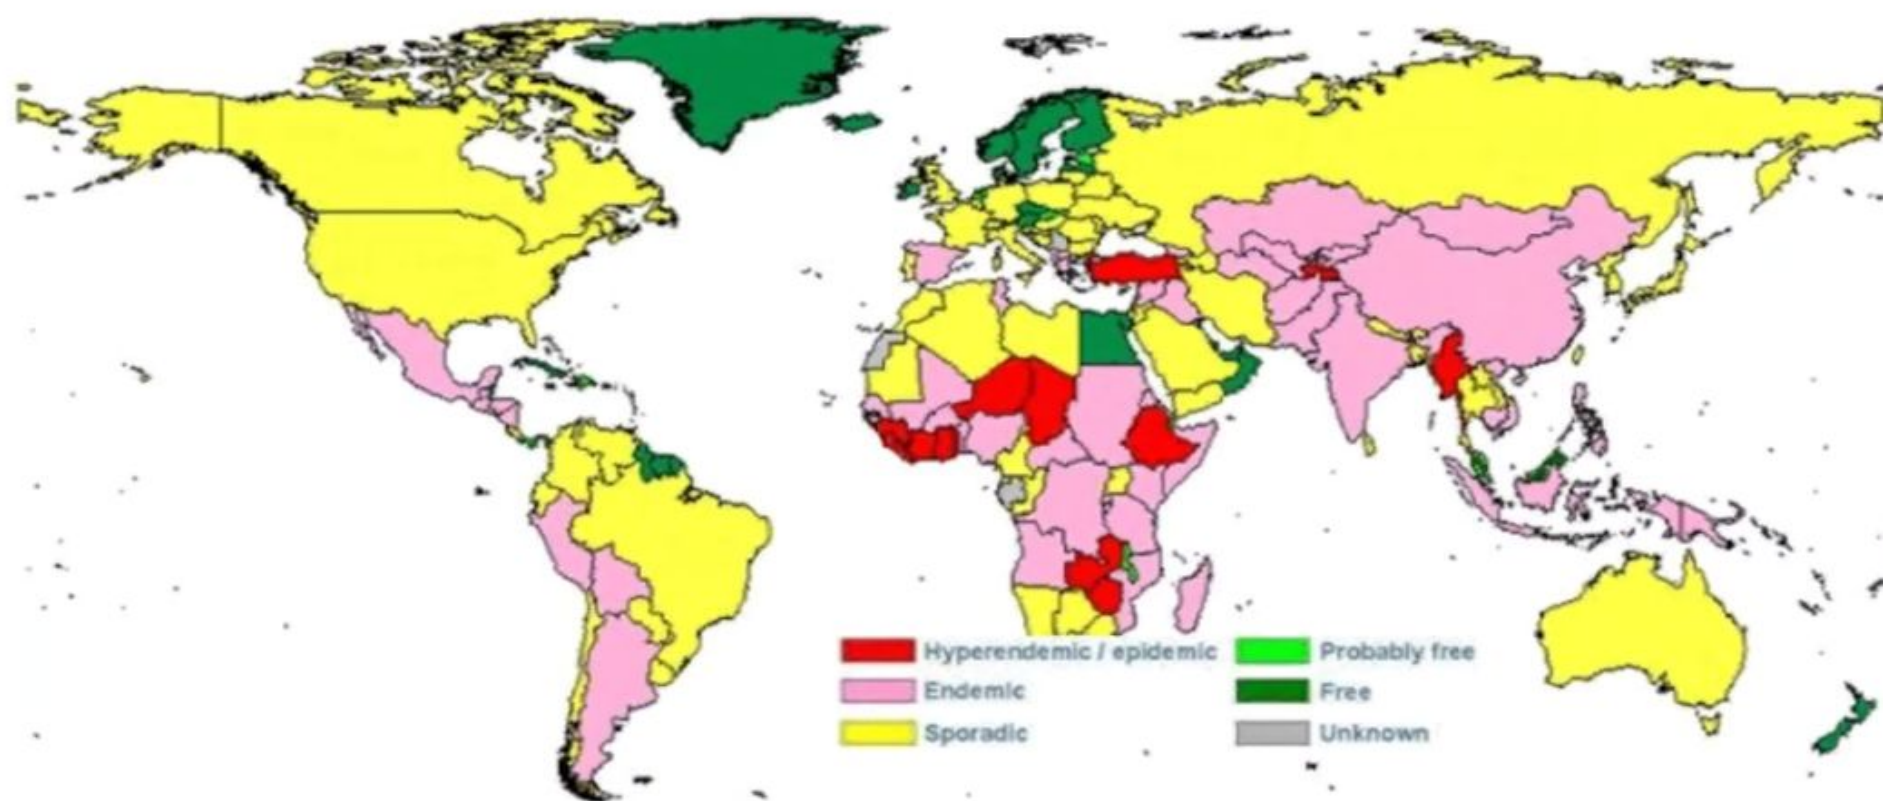 Hyperendemic / epidemic
Endemic
Sporadic
Probably free
Free
Unknown